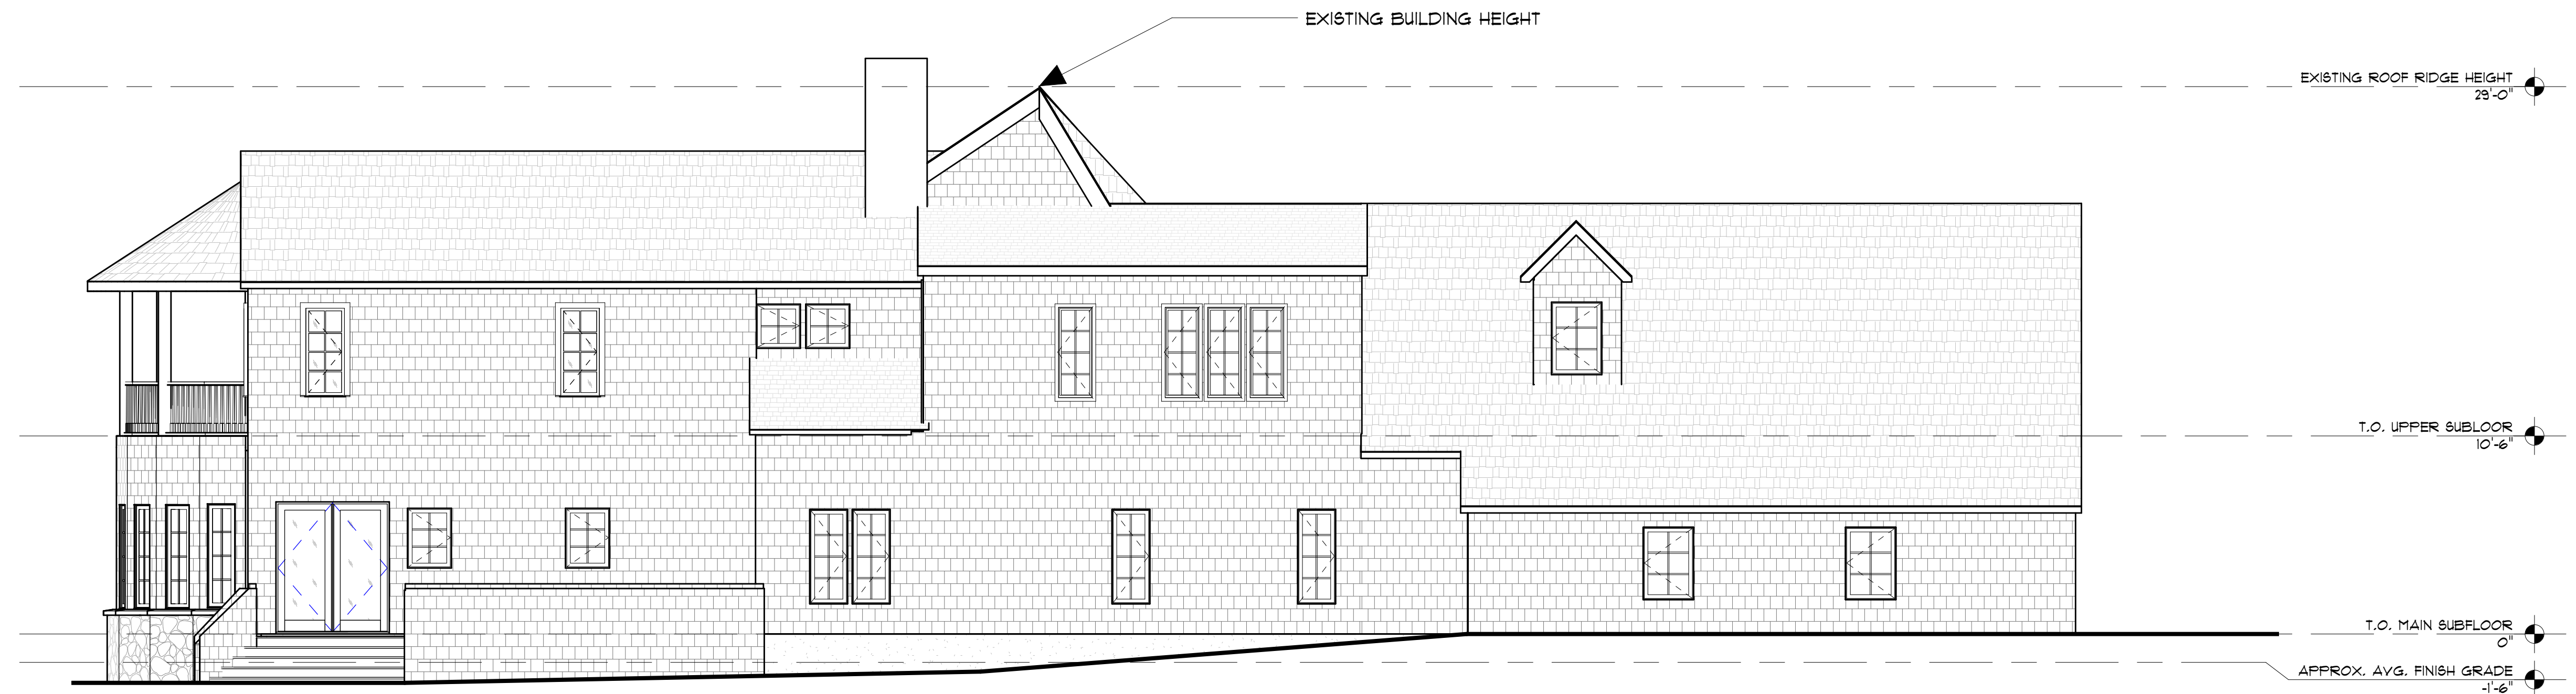 EXISTING BUILDING HEIGHT
EXISTING ROOF RIDGE HEIGHT
29'-0"
T.O. UPPER SUBLOOR
10'-6"
T.O. MAIN SUBFLOOR
0"
APPROX. AVG. FINISH GRADE
-1'-6"